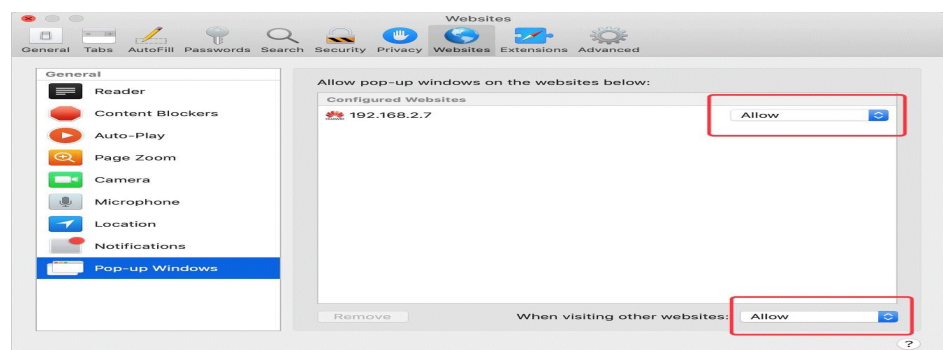 Websites
General Tabs AutoFill Passwords Search Security Privacy Websites Extensions Advanced
General
Reader
Content Blockers
Auto-Play
Page Zoom
Camera
Microphone
Location
Notifications
Pop-up Windows
Allow pop-up windows on the websites below:
Configured Websites
192.168.2.7 Allow
Remove When visiting other websites: Allow
?